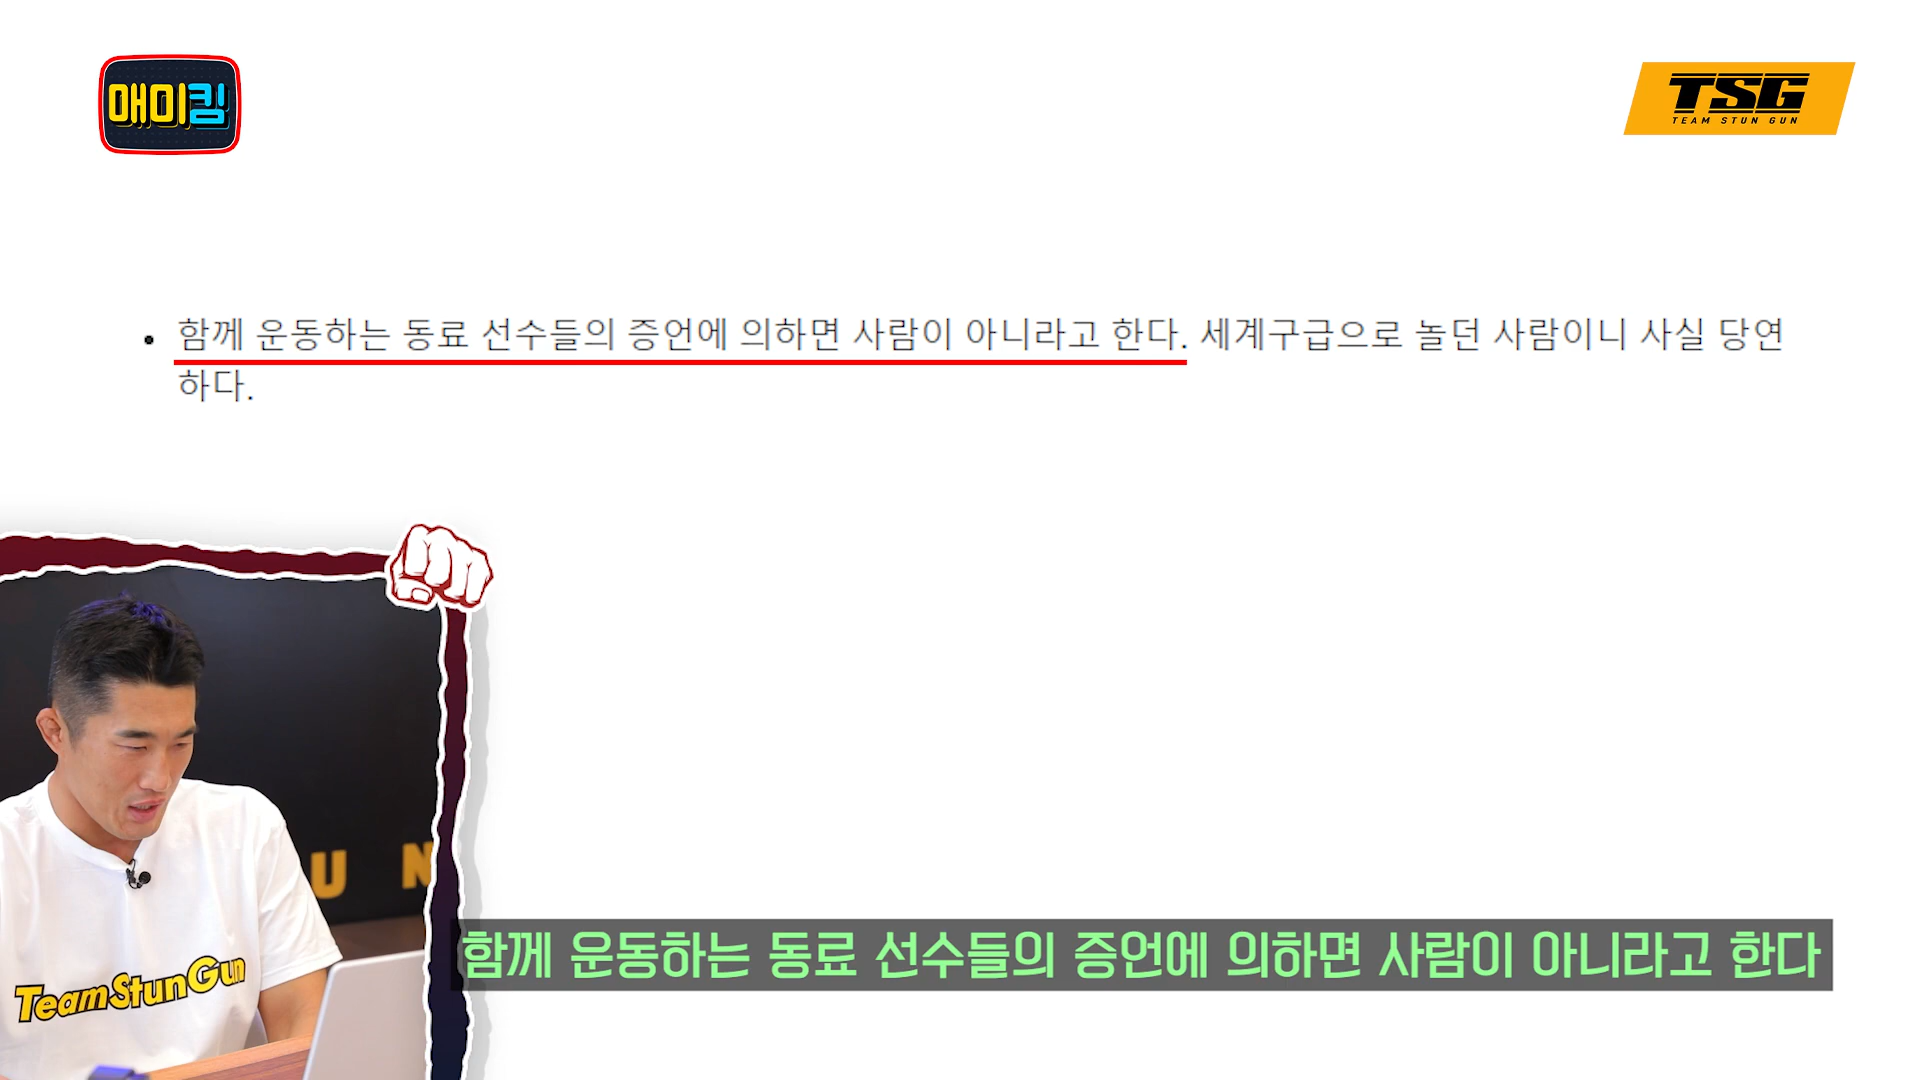 매미킴
TSG
TEAM STUN GUN
함께 운동하는 동료 선수들의 증언에 의하면 사람이 아니라고 한다. 세계구급으로 놀던 사람이니 사실 당연
하다.
U N
TeamStunGun
함께 운동하는 동료 선수들의 증언에 의하면 사람이 아니라고 한다